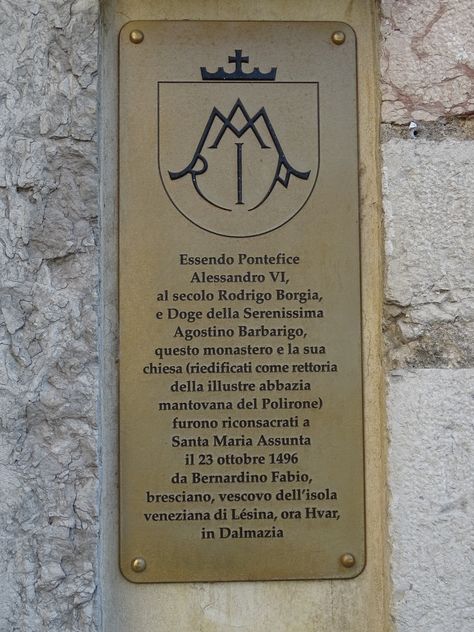 Essendo Pontefice
Alessandro VI,
al secolo Rodrigo Borgia,
e Doge della Serenissima
Agostino Barbarigo,
questo monastero e la sua
chiesa (riedificati come rettoria
della illustre abbazia
mantovana del Polirone)
furono riconsacrati a
Santa Maria Assunta
il 23 ottobre 1496
da Bernardino Fabio,
bresciano, vescovo dell'isola
veneziana di Lésina, ora Hvar,
in Dalmazia